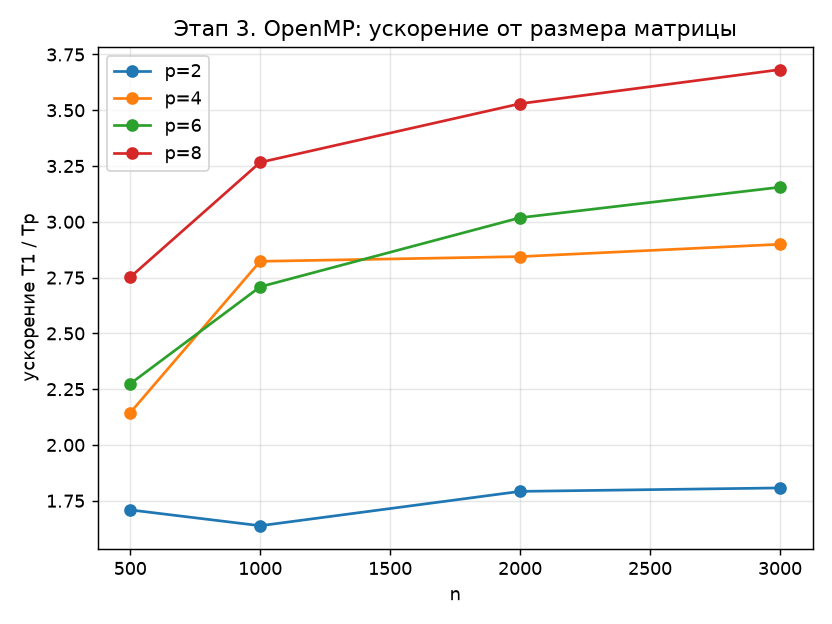 Этап 3. OpenMP: ускорение от размера матрицы
p=2
p=4
p=6
p=8
3.75
3.50
3.25
3.00
2.75
2.50
2.25
2.00
1.75
ускорение T1 / Tp
500 1000 1500 2000 2500 3000
n